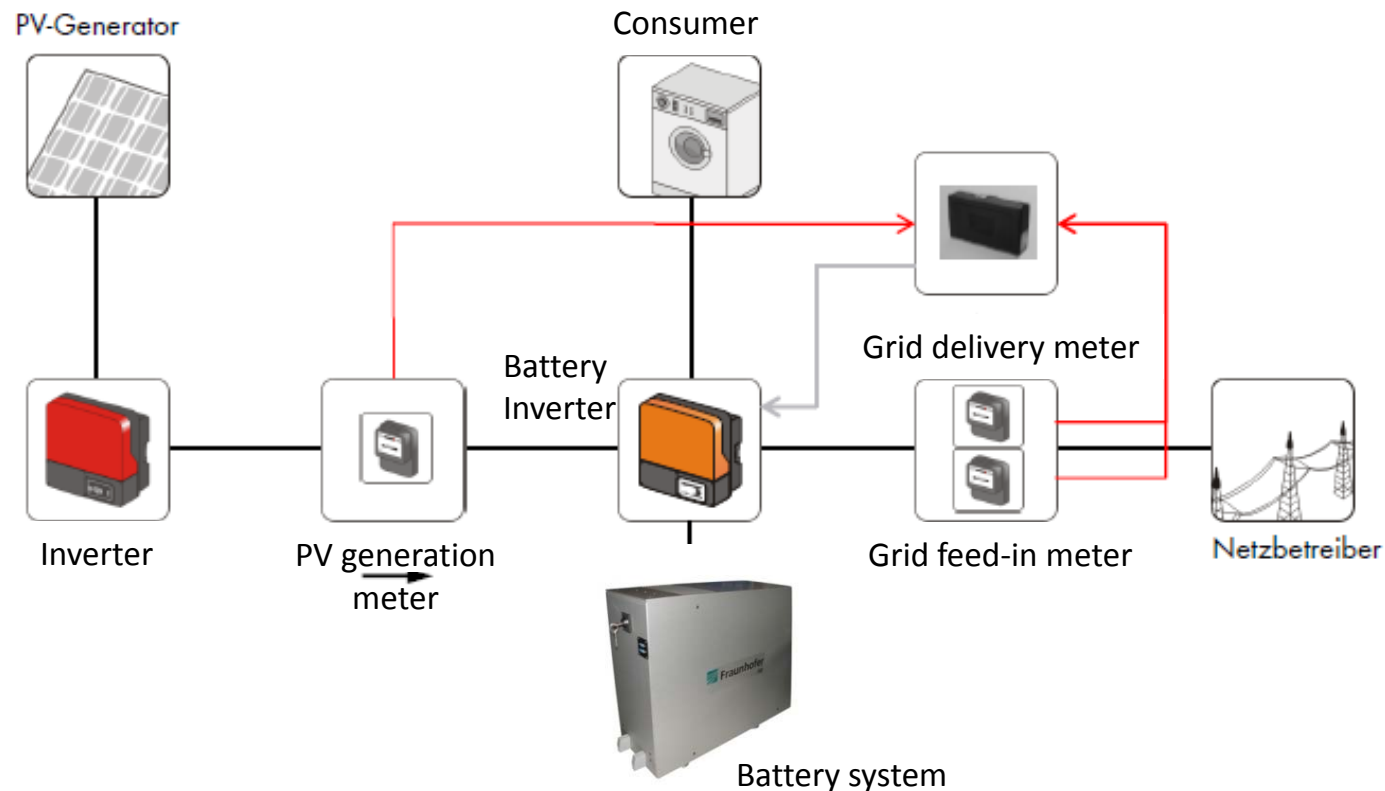 PV-Generator
Consumer
Battery
Inverter
Grid delivery meter
Inverter
PV generation
meter
Grid feed-in meter
Netzbetreiber
Fraunhofer
Battery system